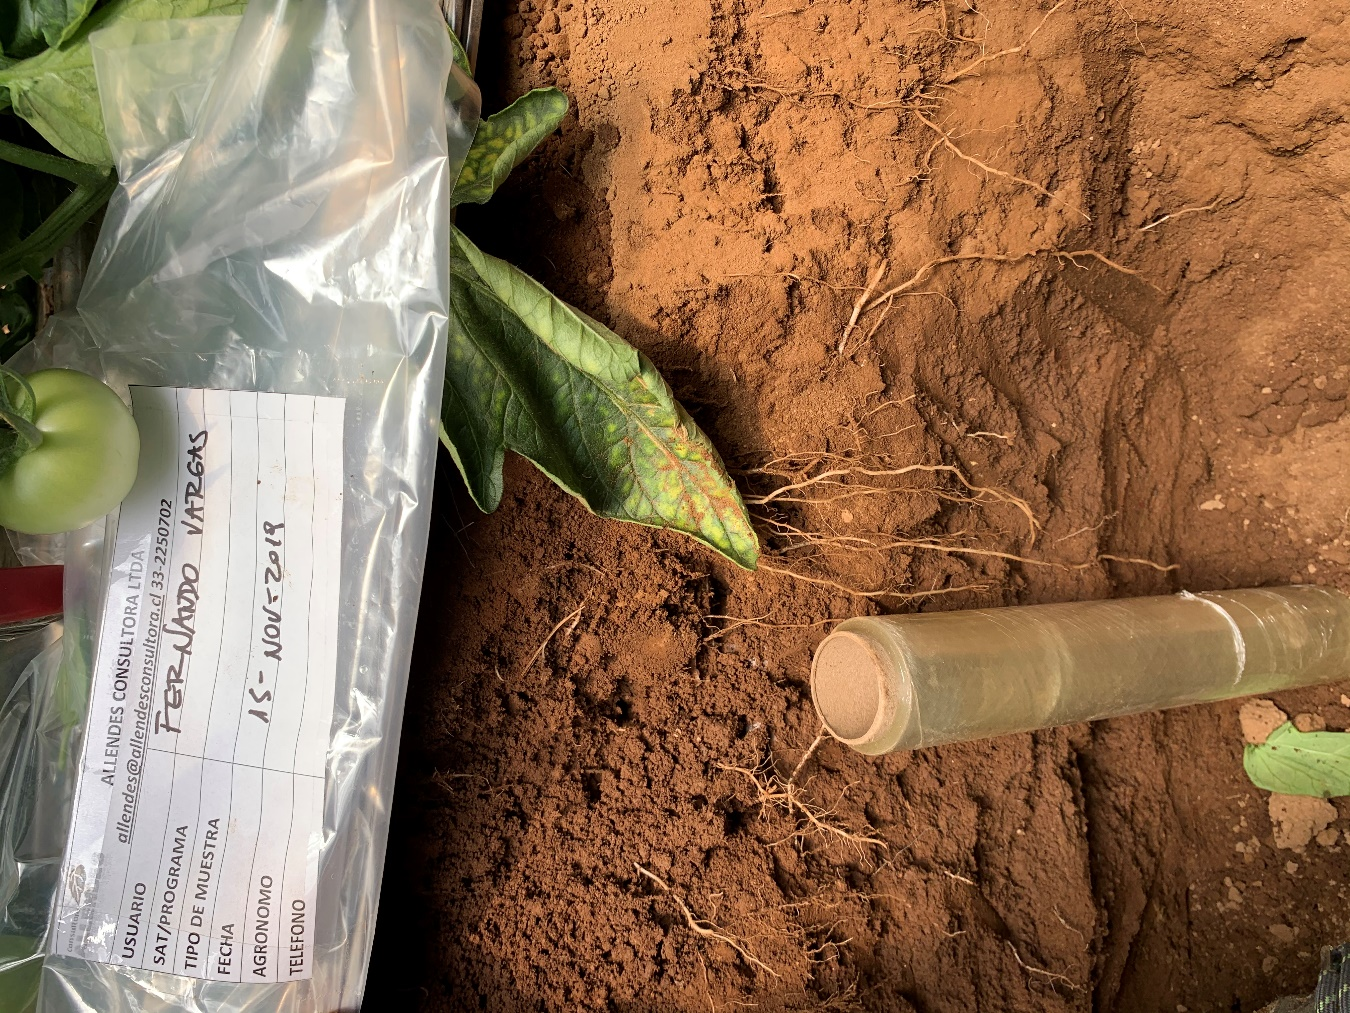 ALLENDES CONSULTORA LTDA
allendes@allendesconsultora.cl 33-2250702
USUARIO FERNANDO VARGAS
SAT/PROGRAMA
TIPO DE MUESTRA
FECHA 15-NOV-2019
AGRONOMO
TELEFONO